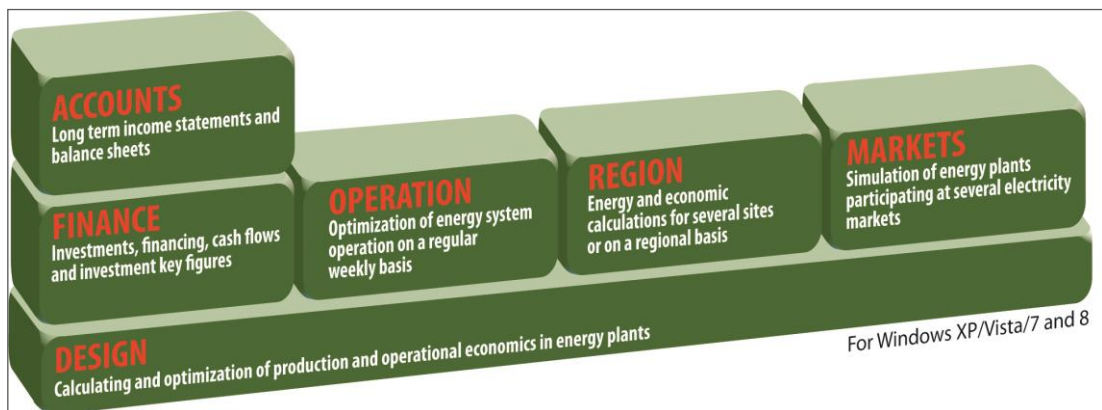 ACCOUNTS
Long term income statements and
balance sheets
FINANCE
Investments, financing, cash flows
and investment key figures
OPERATION
Optimization of energy system
operation on a regular
weekly basis
REGION
Energy and economic
calculations for several sites
or on a regional basis
MARKETS
Simulation of energy plants
participating at several electricity
markets
DESIGN
Calculating and optimization of production and operational economics in energy plants
For Windows XP/Vista/7 and 8